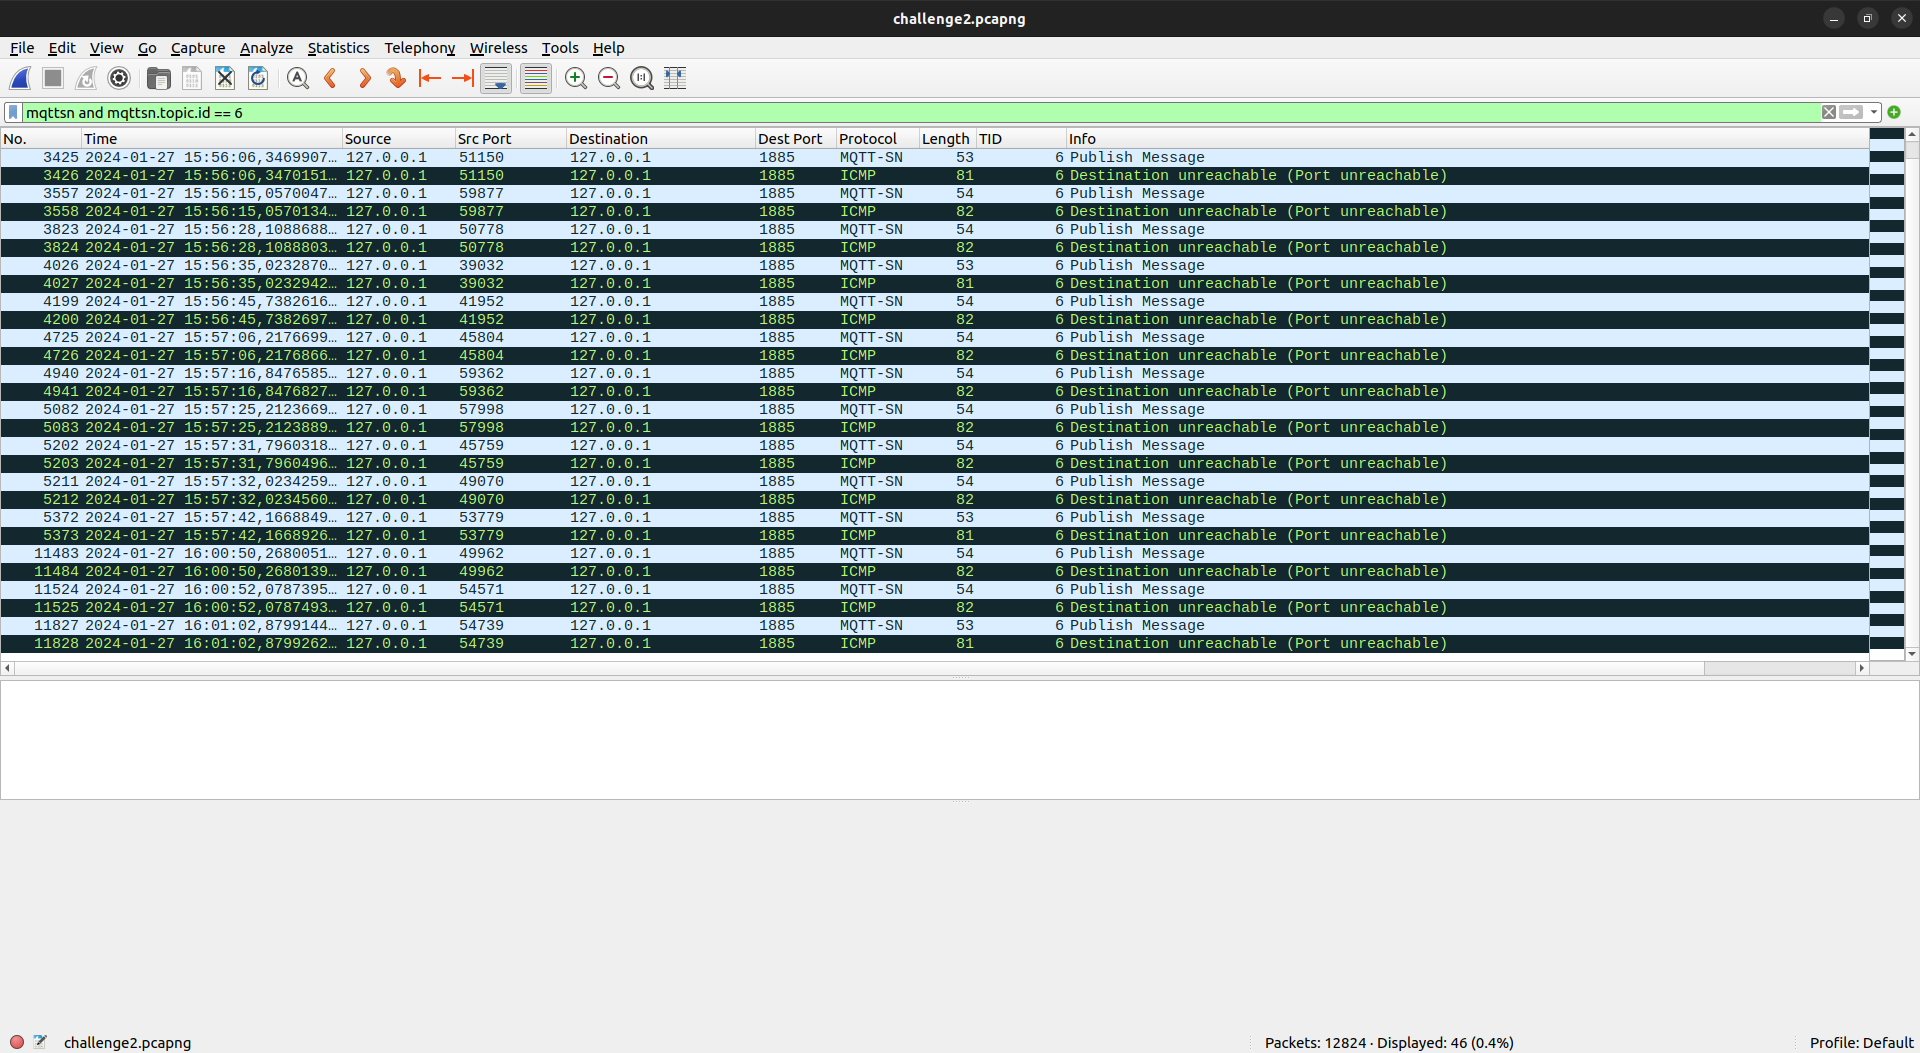 challenge2.pcapng
File Edit View Go Capture Analyze Statistics Telephony Wireless Tools Help
mqttsn and mqttsn.topic.id == 6
No. Time Source Src Port Destination Dest Port Protocol Length TID Info
3425 2024-01-27 15:56:06,3469907… 127.0.0.1 51150 127.0.0.1 1885 MQTT-SN 53 6 Publish Message
3426 2024-01-27 15:56:06,3470151… 127.0.0.1 51150 127.0.0.1 1885 ICMP 81 6 Destination unreachable (Port unreachable)
3557 2024-01-27 15:56:15,0570047… 127.0.0.1 59877 127.0.0.1 1885 MQTT-SN 54 6 Publish Message
3558 2024-01-27 15:56:15,0570134… 127.0.0.1 59877 127.0.0.1 1885 ICMP 82 6 Destination unreachable (Port unreachable)
3823 2024-01-27 15:56:28,1088688… 127.0.0.1 50778 127.0.0.1 1885 MQTT-SN 54 6 Publish Message
3824 2024-01-27 15:56:28,1088803… 127.0.0.1 50778 127.0.0.1 1885 ICMP 82 6 Destination unreachable (Port unreachable)
4026 2024-01-27 15:56:35,0232870… 127.0.0.1 39032 127.0.0.1 1885 MQTT-SN 53 6 Publish Message
4027 2024-01-27 15:56:35,0232942… 127.0.0.1 39032 127.0.0.1 1885 ICMP 81 6 Destination unreachable (Port unreachable)
4199 2024-01-27 15:56:45,7382616… 127.0.0.1 41952 127.0.0.1 1885 MQTT-SN 54 6 Publish Message
4200 2024-01-27 15:56:45,7382697… 127.0.0.1 41952 127.0.0.1 1885 ICMP 82 6 Destination unreachable (Port unreachable)
4725 2024-01-27 15:57:06,2176699… 127.0.0.1 45804 127.0.0.1 1885 MQTT-SN 54 6 Publish Message
4726 2024-01-27 15:57:06,2176866… 127.0.0.1 45804 127.0.0.1 1885 ICMP 82 6 Destination unreachable (Port unreachable)
4940 2024-01-27 15:57:16,8476585… 127.0.0.1 59362 127.0.0.1 1885 MQTT-SN 54 6 Publish Message
4941 2024-01-27 15:57:16,8476827… 127.0.0.1 59362 127.0.0.1 1885 ICMP 82 6 Destination unreachable (Port unreachable)
5082 2024-01-27 15:57:25,2123669… 127.0.0.1 57998 127.0.0.1 1885 MQTT-SN 54 6 Publish Message
5083 2024-01-27 15:57:25,2123889… 127.0.0.1 57998 127.0.0.1 1885 ICMP 82 6 Destination unreachable (Port unreachable)
5202 2024-01-27 15:57:31,7960318… 127.0.0.1 45759 127.0.0.1 1885 MQTT-SN 54 6 Publish Message
5203 2024-01-27 15:57:31,7960496… 127.0.0.1 45759 127.0.0.1 1885 ICMP 82 6 Destination unreachable (Port unreachable)
5211 2024-01-27 15:57:32,0234259… 127.0.0.1 49070 127.0.0.1 1885 MQTT-SN 54 6 Publish Message
5212 2024-01-27 15:57:32,0234560… 127.0.0.1 49070 127.0.0.1 1885 ICMP 82 6 Destination unreachable (Port unreachable)
5372 2024-01-27 15:57:42,1668849… 127.0.0.1 53779 127.0.0.1 1885 MQTT-SN 53 6 Publish Message
5373 2024-01-27 15:57:42,1668926… 127.0.0.1 53779 127.0.0.1 1885 ICMP 81 6 Destination unreachable (Port unreachable)
11483 2024-01-27 16:00:50,2680051… 127.0.0.1 49962 127.0.0.1 1885 MQTT-SN 54 6 Publish Message
11484 2024-01-27 16:00:50,2680139… 127.0.0.1 49962 127.0.0.1 1885 ICMP 82 6 Destination unreachable (Port unreachable)
11524 2024-01-27 16:00:52,0787395… 127.0.0.1 54571 127.0.0.1 1885 MQTT-SN 54 6 Publish Message
11525 2024-01-27 16:00:52,0787493… 127.0.0.1 54571 127.0.0.1 1885 ICMP 82 6 Destination unreachable (Port unreachable)
11827 2024-01-27 16:01:02,8799144… 127.0.0.1 54739 127.0.0.1 1885 MQTT-SN 53 6 Publish Message
11828 2024-01-27 16:01:02,8799262… 127.0.0.1 54739 127.0.0.1 1885 ICMP 81 6 Destination unreachable (Port unreachable)
challenge2.pcapng Packets: 12824 · Displayed: 46 (0.4%) Profile: Default